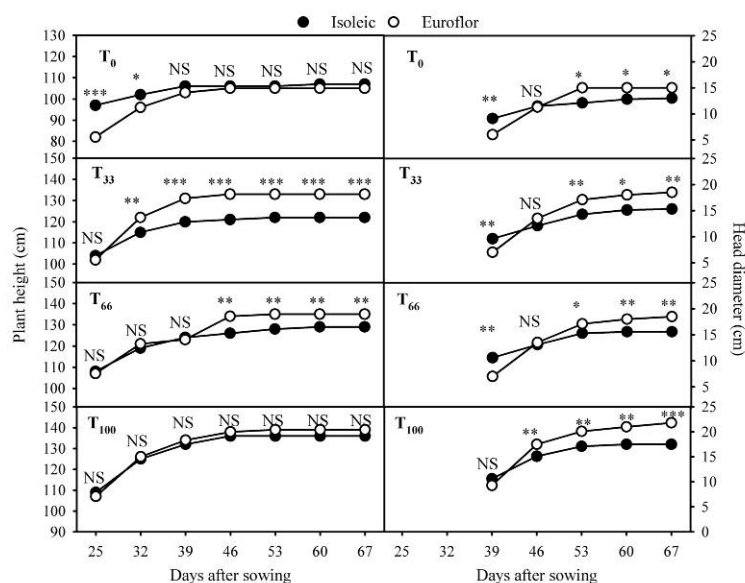 Isoleic Euroflor
T0
*** * NS NS NS NS NS
T0
** NS * * *
T33
NS ** *** *** *** *** ***
T33
** NS ** * **
T66
NS NS NS ** ** ** **
T66
** NS * ** **
T100
NS NS NS NS NS NS NS
T100
NS ** ** ** ***
130
120
110
100
90
80
150
140
120
100
150
140
130
120
110
100
150
140
130
120
110
100
90
Plant height (cm)
25
20
15
10
5
25
20
15
10
5
25
20
15
10
5
25
20
15
10
5
0
Head diameter (cm)
25 32 39 46 53 60 67
25 32 39 46 53 60 67
Days after sowing
Days after sowing